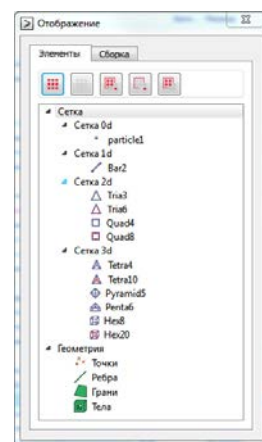 Отображение
Элементы Сборка
Сетка
Сетка 0d
particle1
Сетка 1d
Bar2
Сетка 2d
Tria3
Tria6
Quad4
Quad8
Сетка 3d
Tetra4
Tetra10
Pyramid5
Penta6
Hex8
Hex20
Геометрия
Точки
Ребра
Грани
Тела